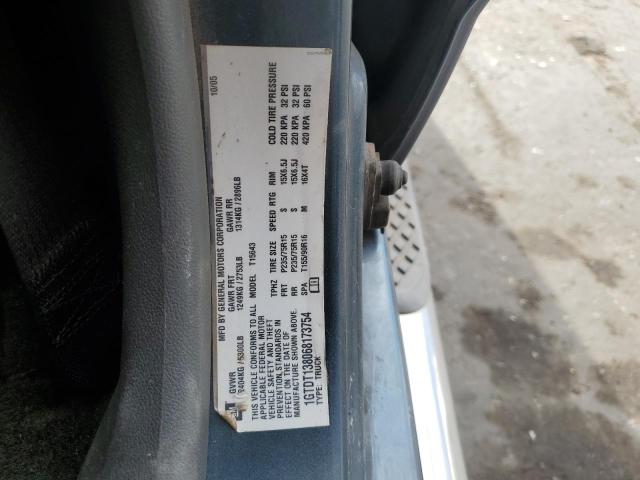 MFD BY GENERAL MOTORS CORPORATION 10/05
GVWR GAWR FRT GAWR RR
2404KG / 5300LB 1249KG / 2753LB 1314KG / 2896LB
THIS VEHICLE CONFORMS TO ALL
APPLICABLE FEDERAL MOTOR
VEHICLE SAFETY AND THEFT
PREVENTION STANDARDS IN
EFFECT ON THE DATE OF
MANUFACTURE SHOWN ABOVE.
1GTDT138068173754
TYPE: TRUCK
MODEL T15643
TPHZ TIRE SIZE SPEED RTG RIM COLD TIRE PRESSURE
FRT P235/75R15 S 15X6.5J 220 KPA 32 PSI
RR P235/75R15 S 15X6.5J 220 KPA 32 PSI
SPA T155/90R16 M 16X4T 420 KPA 60 PSI